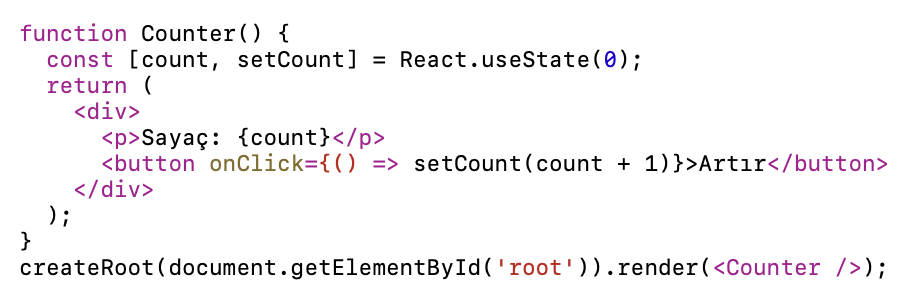 function Counter() {
  const [count, setCount] = React.useState(0);
  return (
    <div>
      <p>Sayaç: {count}</p>
      <button onClick={() => setCount(count + 1)}>Artır</button>
    </div>
  );
}
createRoot(document.getElementById('root')).render(<Counter />);